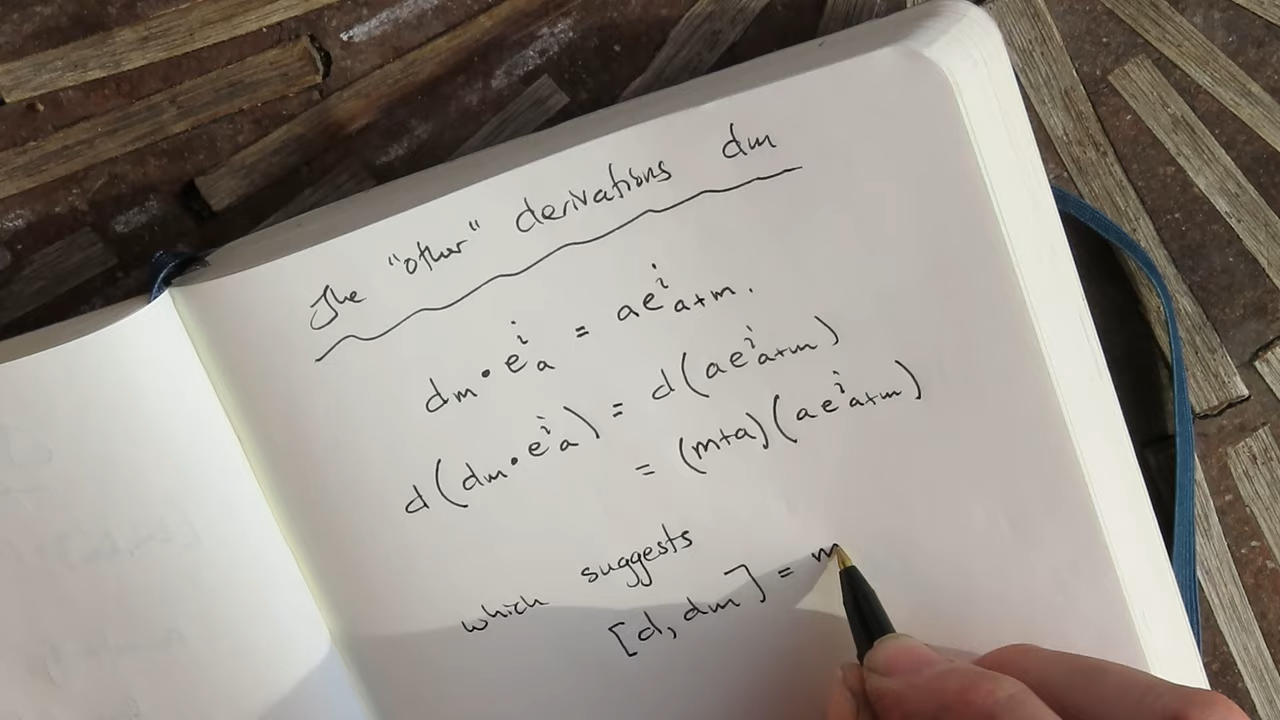 The "other" derivations dm
dm • e^i_a = ae^i_{a+m}.
d(dm • e^i_a) = d(ae^i_{a+m})
= (m+a)(ae^i_{a+m})
which suggests
[d, dm] = m